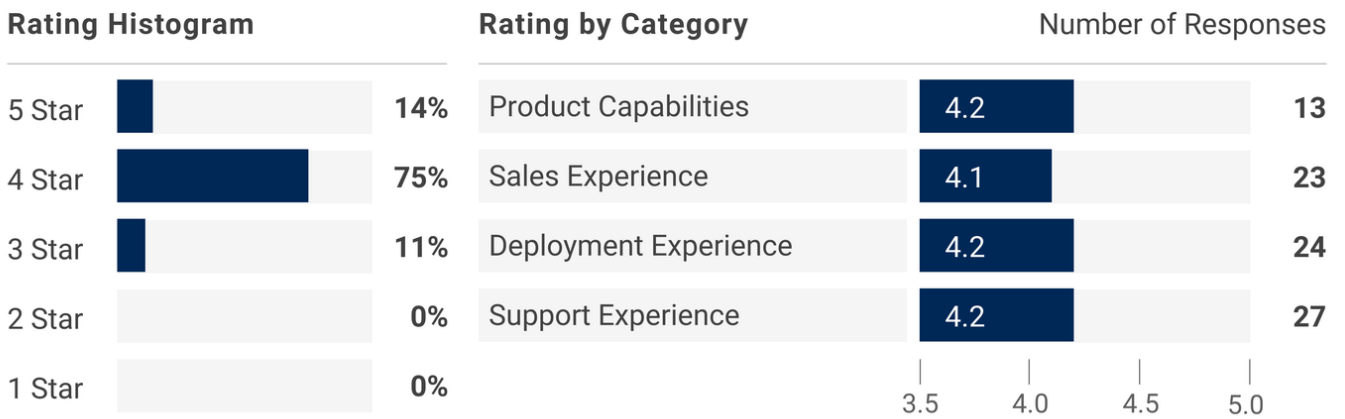 Rating Histogram
5 Star 14%
4 Star 75%
3 Star 11%
2 Star 0%
1 Star 0%
Rating by Category Number of Responses
Product Capabilities 4.2 13
Sales Experience 4.1 23
Deployment Experience 4.2 24
Support Experience 4.2 27
3.5 4.0 4.5 5.0